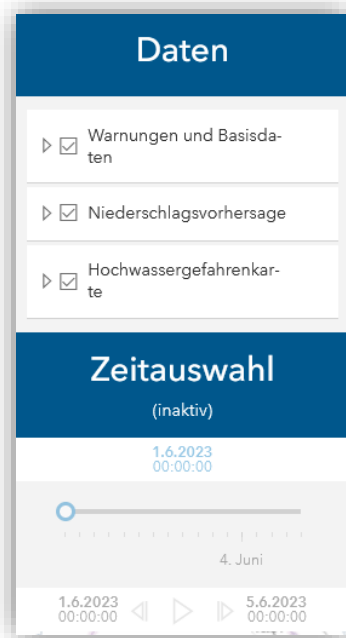 Daten
Warnungen und Basisda-
ten
Niederschlagsvorhersage
Hochwassergefahrenkar-
te
Zeitauswahl
(inaktiv)
1.6.2023
00:00:00
4. Juni
1.6.2023
00:00:00
5.6.2023
00:00:00